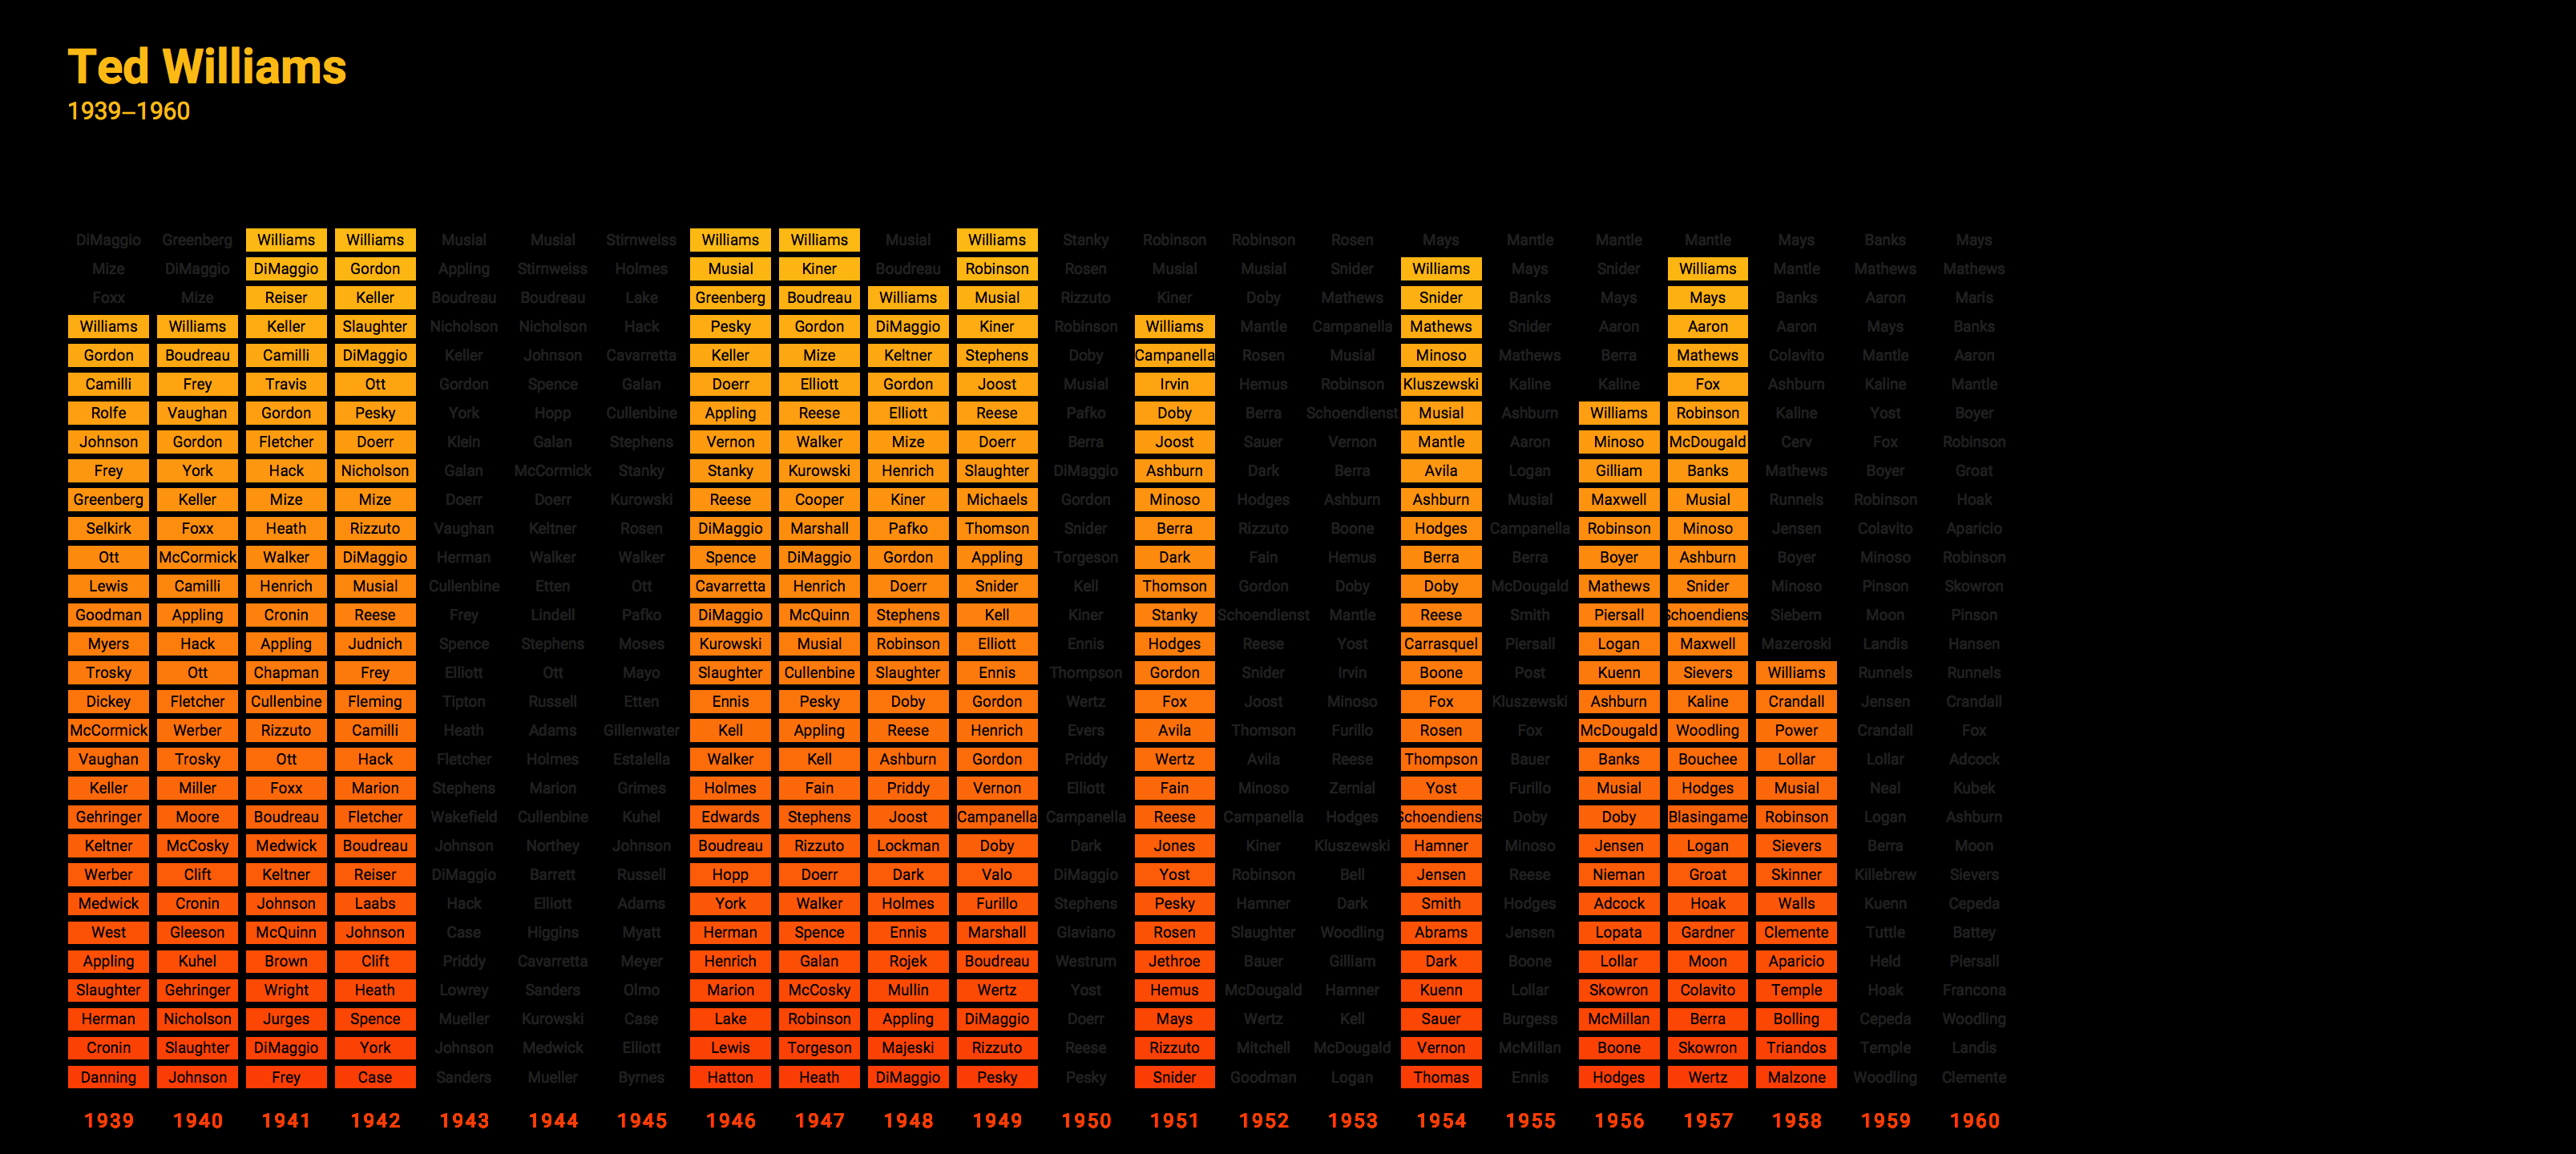 Ted Williams
1939–1960
DiMaggio Greenberg Williams Williams Musial Musial Stirnweiss Williams Williams Musial Williams Stanky Robinson Robinson Rosen Mays Mantle Mantle Mantle Mays Banks Mays
Mize DiMaggio DiMaggio Gordon Appling Stirnweiss Holmes Musial Kiner Boudreau Robinson Rosen Musial Musial Snider Williams Mays Snider Williams Mantle Mathews Mathews
Foxx Mize Reiser Keller Boudreau Boudreau Lake Greenberg Boudreau Williams Musial Rizzuto Kiner Doby Mathews Snider Banks Mays Mays Banks Aaron Maris
Williams Williams Keller Slaughter Nicholson Nicholson Hack Pesky Gordon DiMaggio Kiner Robinson Williams Mantle Campanella Mathews Snider Aaron Aaron Aaron Mays Banks
Gordon Boudreau Camilli DiMaggio Keller Johnson Cavarretta Keller Mize Keltner Stephens Doby Campanella Rosen Musial Minoso Mathews Berra Mathews Colavito Mantle Aaron
Camilli Frey Travis Ott Gordon Spence Galan Doerr Elliott Gordon Joost Musial Irvin Hemus Robinson Kluszewski Kaline Kaline Fox Ashburn Kaline Mantle
Rolfe Vaughan Gordon Pesky York Hopp Cullenbine Appling Reese Elliott Reese Pafko Doby Berra Schoendienst Musial Ashburn Williams Robinson Kaline Yost Boyer
Johnson Gordon Fletcher Doerr Klein Galan Stephens Vernon Walker Mize Doerr Berra Joost Sauer Vernon Mantle Aaron Minoso McDougald Cerv Fox Robinson
Frey York Hack Nicholson Galan McCormick Stanky Stanky Kurowski Henrich Slaughter DiMaggio Ashburn Dark Berra Avila Logan Gilliam Banks Mathews Boyer Groat
Greenberg Keller Mize Mize Doerr Doerr Kurowski Reese Cooper Kiner Michaels Gordon Minoso Hodges Ashburn Ashburn Musial Maxwell Musial Runnels Robinson Hoak
Selkirk Foxx Heath Rizzuto Vaughan Keltner Rosen DiMaggio Marshall Pafko Thomson Snider Berra Rizzuto Boone Hodges Campanella Robinson Minoso Jensen Colavito Aparicio
Ott McCormick Walker DiMaggio Herman Walker Walker Spence DiMaggio Gordon Appling Torgeson Dark Fain Hemus Berra Berra Boyer Ashburn Boyer Minoso Robinson
Lewis Camilli Henrich Musial Cullenbine Etten Ott Cavarretta Henrich Doerr Snider Kell Thomson Gordon Doby Doby McDougald Mathews Snider Minoso Pinson Skowron
Goodman Appling Cronin Reese Frey Lindell Pafko DiMaggio McQuinn Stephens Kell Kiner Stanky Schoendienst Mantle Reese Smith Piersall Schoendiens Siebern Moon Pinson
Myers Hack Appling Judnich Spence Stephens Moses Kurowski Musial Robinson Elliott Ennis Hodges Reese Yost Carrasquel Piersall Logan Maxwell Mazeroski Landis Hansen
Trosky Ott Chapman Frey Elliott Ott Mayo Slaughter Cullenbine Slaughter Ennis Thompson Gordon Snider Irvin Boone Post Kuenn Sievers Williams Runnels Runnels
Dickey Fletcher Cullenbine Fleming Tipton Russell Etten Ennis Pesky Doby Gordon Wertz Fox Joost Minoso Fox Kluszewski Ashburn Kaline Crandall Jensen Crandall
McCormick Werber Rizzuto Camilli Heath Adams Gillenwater Kell Appling Reese Henrich Evers Avila Thomson Furillo Rosen Fox McDougald Woodling Power Crandall Fox
Vaughan Trosky Ott Hack Fletcher Holmes Estalella Walker Kell Ashburn Gordon Priddy Wertz Avila Reese Thompson Bauer Banks Bouchee Lollar Lollar Adcock
Keller Miller Foxx Marion Stephens Marion Grimes Holmes Fain Priddy Vernon Elliott Fain Minoso Zernial Yost Furillo Musial Hodges Musial Neal Kubek
Gehringer Moore Boudreau Fletcher Wakefield Cullenbine Kuhel Edwards Stephens Joost Campanella Campanella Reese Campanella Hodges Schoendiens Doby Doby Blasingame Robinson Logan Ashburn
Keltner McCosky Medwick Boudreau Johnson Northey Johnson Boudreau Rizzuto Lockman Doby Dark Jones Kiner Kluszewski Hamner Minoso Jensen Logan Sievers Berra Moon
Werber Clift Keltner Reiser DiMaggio Barrett Russell Hopp Doerr Dark Valo DiMaggio Yost Robinson Bell Jensen Reese Nieman Groat Skinner Killebrew Sievers
Medwick Cronin Johnson Laabs Hack Elliott Adams York Walker Holmes Furillo Stephens Pesky Hamner Dark Smith Hodges Adcock Hoak Walls Kuenn Cepeda
West Gleeson McQuinn Johnson Case Higgins Myatt Herman Spence Ennis Marshall Glaviano Rosen Slaughter Woodling Abrams Jensen Lopata Gardner Clemente Tuttle Battey
Appling Kuhel Brown Clift Priddy Cavarretta Meyer Henrich Galan Rojek Boudreau Westrum Jethroe Bauer Gilliam Dark Boone Lollar Moon Aparicio Held Piersall
Slaughter Gehringer Wright Heath Lowrey Sanders Olmo Marion McCosky Mullin Wertz Yost Hemus McDougald Hamner Kuenn Lollar Skowron Colavito Temple Hoak Francona
Herman Nicholson Jurges Spence Mueller Kurowski Case Lake Robinson Appling DiMaggio Doerr Mays Wertz Kell Sauer Burgess McMillan Berra Bolling Cepeda Woodling
Cronin Slaughter DiMaggio York Johnson Medwick Elliott Lewis Torgeson Majeski Rizzuto Reese Rizzuto Mitchell McDougald Vernon McMillan Boone Skowron Triandos Temple Landis
Danning Johnson Frey Case Sanders Mueller Byrnes Hatton Heath DiMaggio Pesky Pesky Snider Goodman Logan Thomas Ennis Hodges Wertz Malzone Woodling Clemente
1939 1940 1941 1942 1943 1944 1945 1946 1947 1948 1949 1950 1951 1952 1953 1954 1955 1956 1957 1958 1959 1960